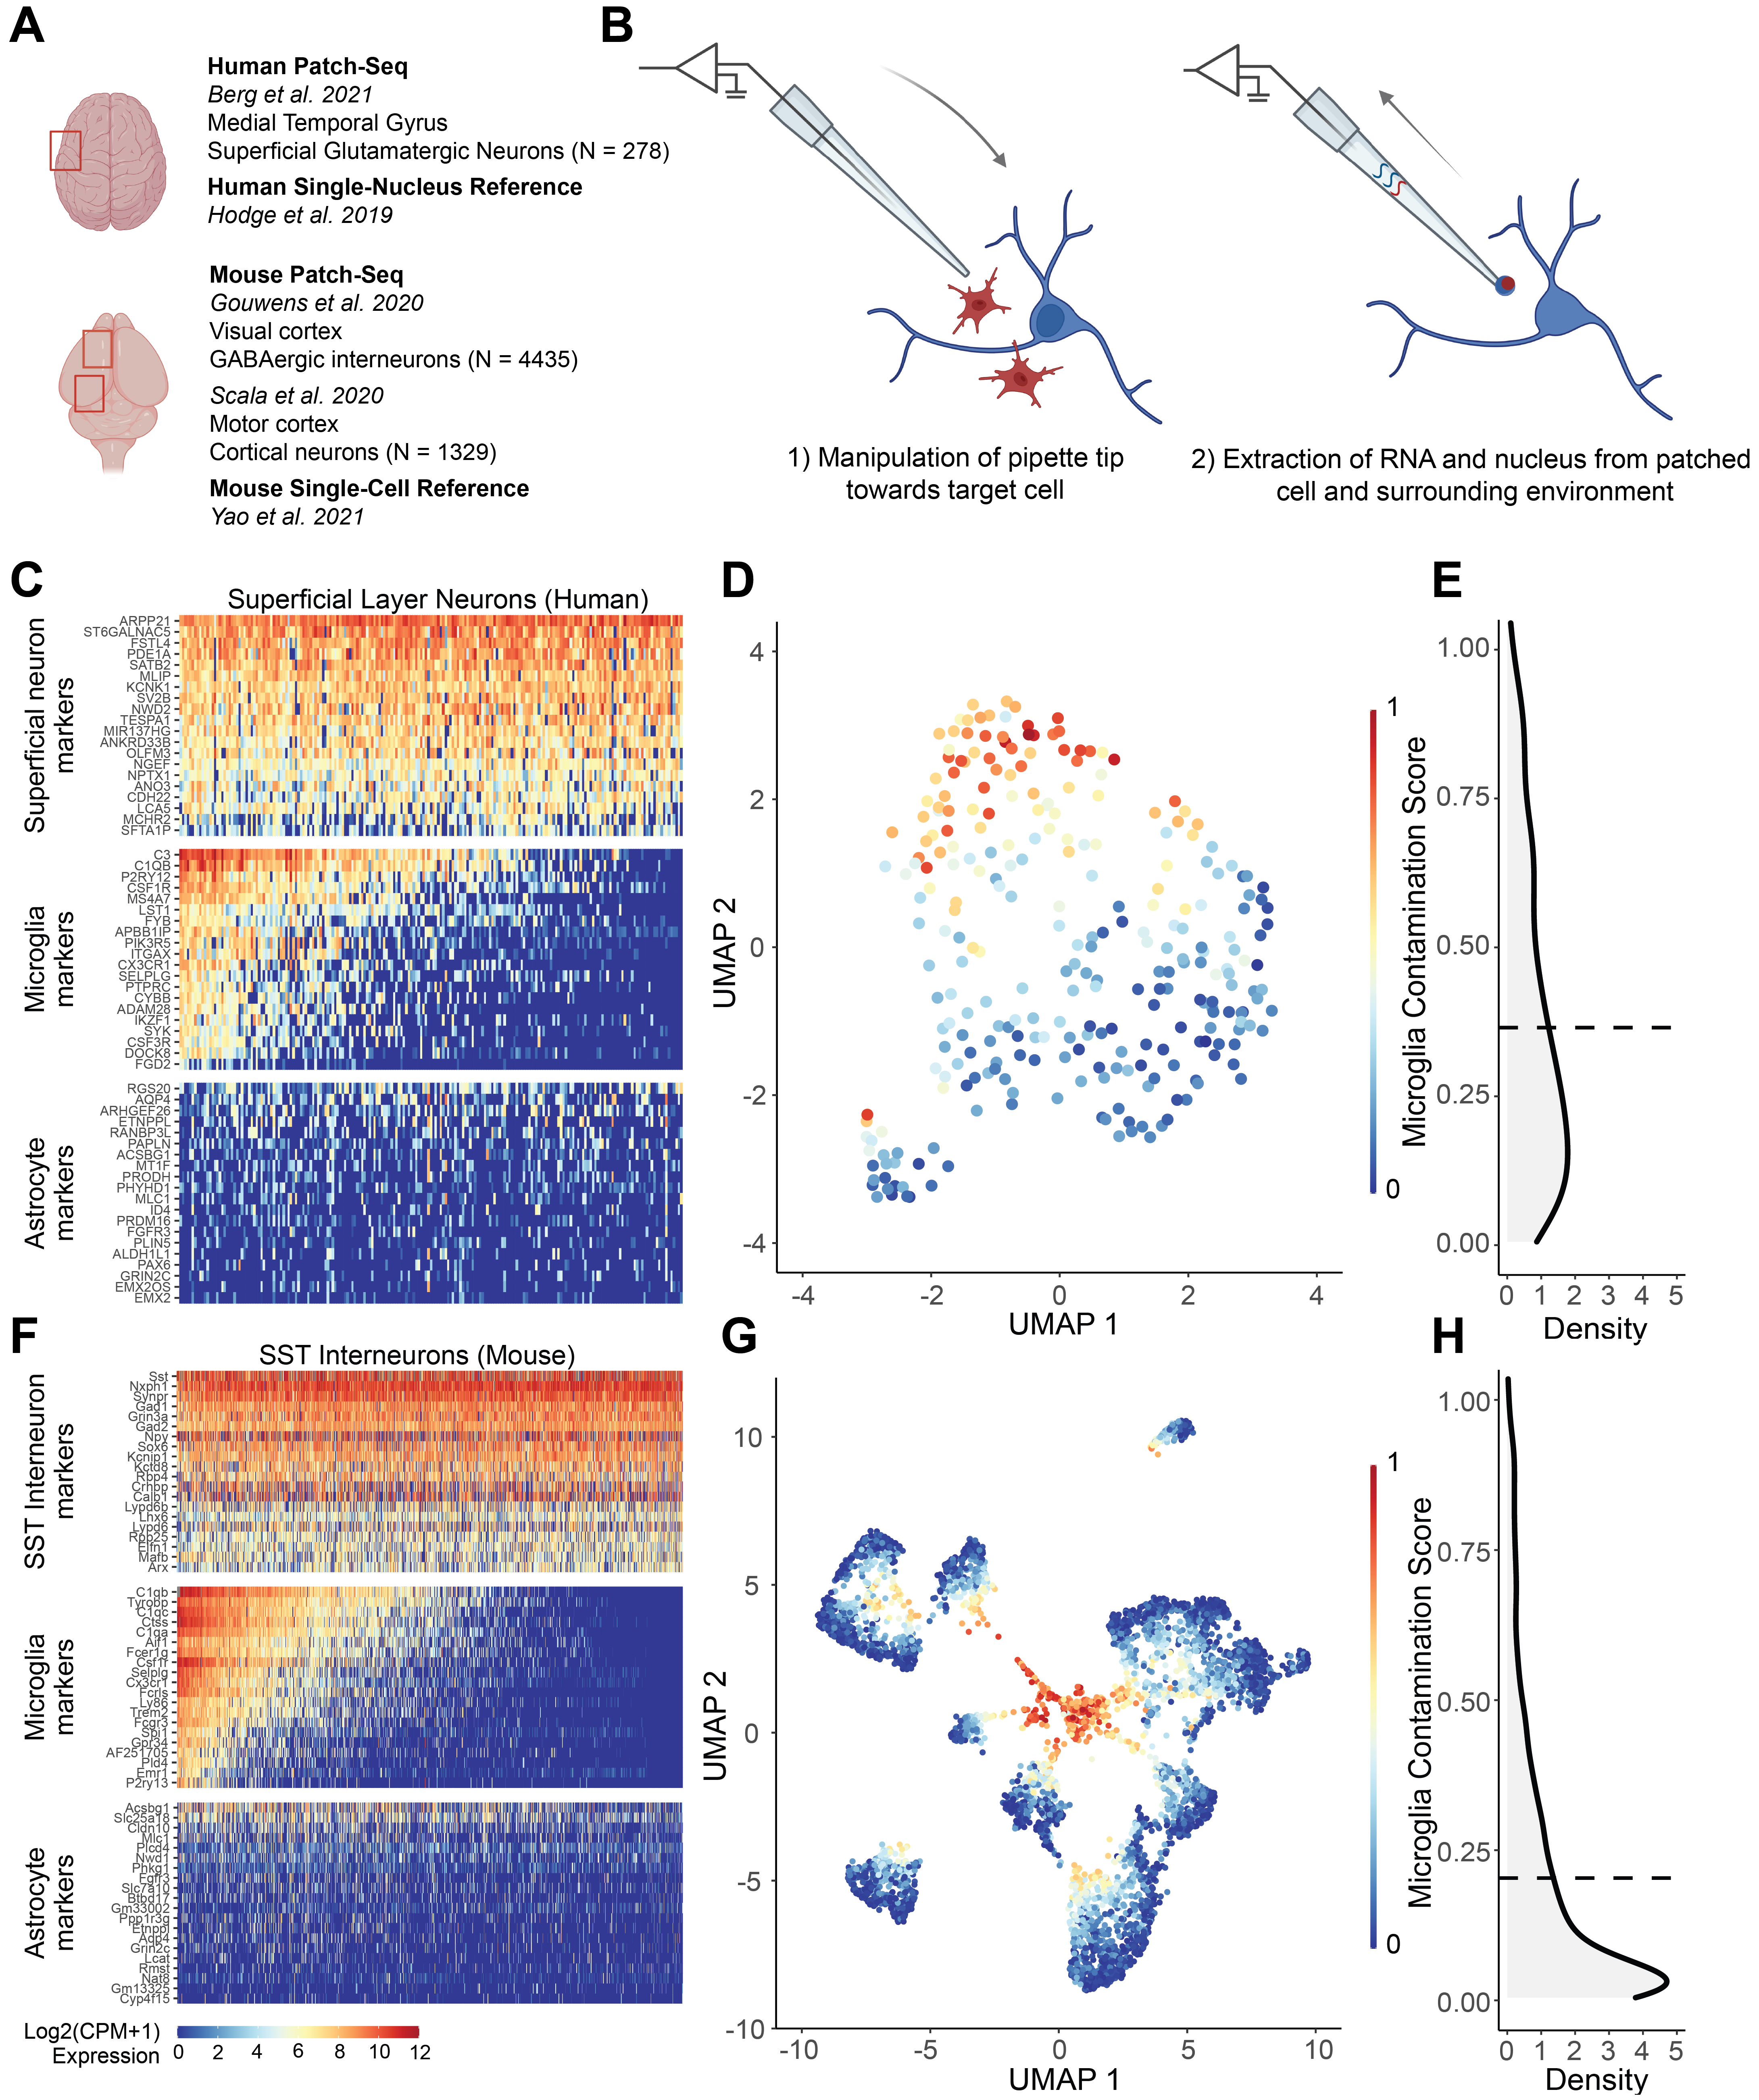 A
Human Patch-Seq
Berg et al. 2021
Medial Temporal Gyrus
Superficial Glutamatergic Neurons (N = 278)
Human Single-Nucleus Reference
Hodge et al. 2019
Mouse Patch-Seq
Gouwens et al. 2020
Visual cortex
GABAergic interneurons (N = 4435)
Scala et al. 2020
Motor cortex
Cortical neurons (N = 1329)
Mouse Single-Cell Reference
Yao et al. 2021
B
1) Manipulation of pipette tip
towards target cell
2) Extraction of RNA and nucleus from patched
cell and surrounding environment
C
Superficial Layer Neurons (Human)
Superficial neuron
markers
ARPP21
ST6GALNAC5
FSTL4
PDE1A
SATB2
MLIP
KCNK1
SV2B
NWD2
TESPA1
MIR137HG
ANKRD33B
OLFM3
NGEF
NPTX1
ANO3
CDH22
LCA5
MCHR2
SFTA1P
Microglia
markers
C3
C1QB
P2RY12
CSF1R
MS4A7
LST1
FYB
APBB1IP
PIK3R5
ITGAX
CX3CR1
SELPLG
PTPRC
CYBB
ADAM28
IKZF1
SYK
CSF3R
DOCK8
FGD2
Astrocyte
markers
RGS20
AQP4
ARHGEF26
ETNPPL
RANBP3L
PAPLN
ACSBG1
MT1F
PRODH
PHYHD1
MLC1
ID4
PRDM16
FGFR3
PLIN5
ALDH1L1
PAX6
GRIN2C
EMX2OS
EMX2
D
UMAP 2
4
2
0
-2
-4
-4 -2 0 2 4
UMAP 1
1
0
Microglia Contamination Score
E
1.00
0.75
0.50
0.25
0.00
0 1 2 3 4 5
Density
F
SST Interneurons (Mouse)
SST Interneuron
markers
Sst
Nxph1
Synpr
Gad1
Grin3a
Gad2
Npy
Sox6
Kcnip1
Kctd8
Rbp4
Crhbp
Calb1
Lypd6b
Lhx6
Lypd6
Rpp25
Elfn1
Mafb
Arx
Microglia
markers
C1qb
Tyrobp
C1qc
Ctss
C1qa
Aif1
Fcer1g
Csf1r
Selplg
Cx3cr1
Fcrls
Ly86
Trem2
Fcgr3
Spi1
Gpr34
AF251705
Pld4
Emr1
P2ry13
Astrocyte
markers
Acsbg1
Slc25a18
Cldn10
Mlc1
Plcd4
Nwd1
Phkg1
Fgfr3
Slc7a10
Btbd17
Gm33002
Ppp1r3g
Etnppl
Aqp4
Grin2c
Lcat
Rmst
Nat8
Gm13325
Cyp4f15
Log2(CPM+1)
Expression
0 2 4 6 8 10 12
G
UMAP 2
10
5
0
-5
-10
-10 -5 0 5 10
UMAP 1
1
0
Microglia Contamination Score
H
1.00
0.75
0.50
0.25
0.00
0 1 2 3 4 5
Density